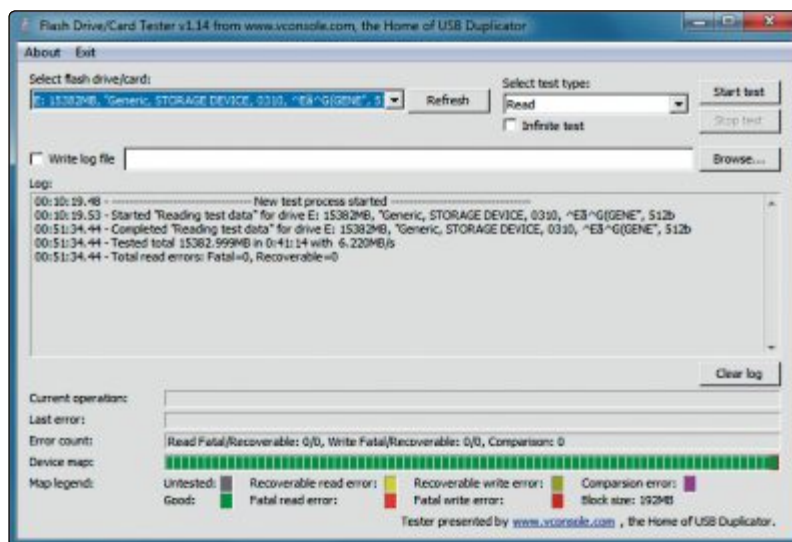 Flash Drive/Card Tester v1.14 from www.vconsole.com, the Home of USB Duplicator
About Exit
Select flash drive/card:
E: 15382MB, "Generic, STORAGE DEVICE, 0310, ^Eã^G(GENE", 5
Refresh
Select test type:
Read
Infinite test
Start test
Stop test
Write log file
Browse...
Log:
00:10:19.48 - ---------------------------- New test process started ----------------------------
00:10:19.53 - Started "Reading test data" for drive E: 15382MB, "Generic, STORAGE DEVICE, 0310, ^Eã^G(GENE", 512b
00:51:34.44 - Completed "Reading test data" for drive E: 15382MB, "Generic, STORAGE DEVICE, 0310, ^Eã^G(GENE", 512b
00:51:34.44 - Tested total 15382.999MB in 0:41:14 with 6.220MB/s
00:51:34.44 - Total read errors: Fatal=0, Recoverable=0
Clear log
Current operation:
Last error:
Error count: Read Fatal/Recoverable: 0/0, Write Fatal/Recoverable: 0/0, Comparison: 0
Device map:
Map legend: Untested: Recoverable read error: Recoverable write error: Comparsion error:
Good: Fatal read error: Fatal write error: Block size: 192MB
Tester presented by www.vconsole.com , the Home of USB Duplicator.